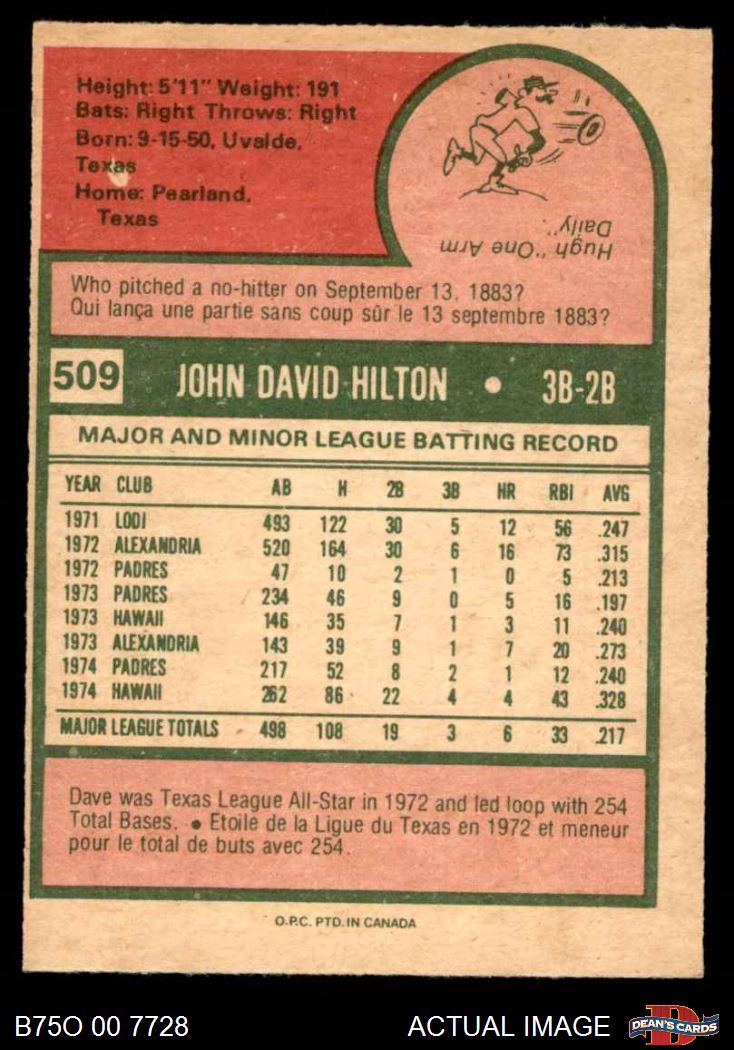 Height: 5'11" Weight: 191
Bats: Right Throws: Right
Born: 9-15-50, Uvalde,
Texas
Home: Pearland,
Texas
Hugh "One Arm
Daily".
Who pitched a no-hitter on September 13, 1883?
Qui lança une partie sans coup sûr le 13 septembre 1883?
509 JOHN DAVID HILTON • 3B-2B
MAJOR AND MINOR LEAGUE BATTING RECORD
YEAR CLUB AB H 2B 3B HR RBI AVG
1971 LODI 493 122 30 5 12 56 .247
1972 ALEXANDRIA 520 164 30 6 16 73 .315
1972 PADRES 47 10 2 1 0 5 .213
1973 PADRES 234 46 9 0 5 16 .197
1973 HAWAII 146 35 7 1 3 11 .240
1973 ALEXANDRIA 143 39 9 1 7 20 .273
1974 PADRES 217 52 8 2 1 12 .240
1974 HAWAII 262 86 22 4 4 43 .328
MAJOR LEAGUE TOTALS 498 108 19 3 6 33 .217
Dave was Texas League All-Star in 1972 and led loop with 254
Total Bases. • Etoile de la Ligue du Texas en 1972 et meneur
pour le total de buts avec 254.
O.P.C. PTD. IN CANADA
B75O 00 7728 ACTUAL IMAGE D DEAN'S CARDS